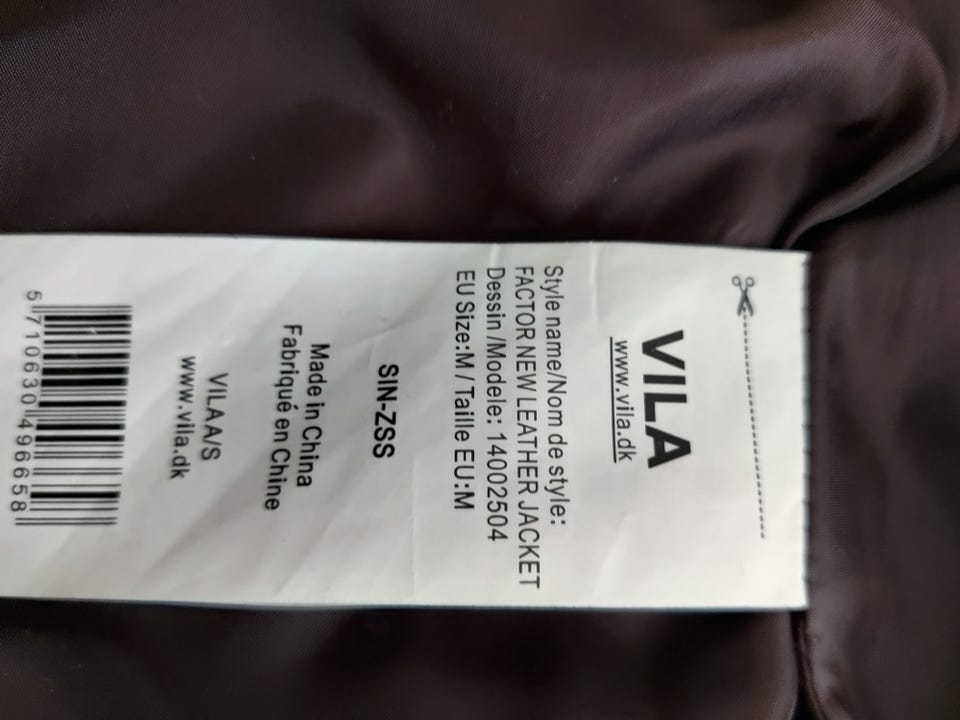 VILA
www.vila.dk
Style name/Nom de style:
FACTOR NEW LEATHER JACKET
Dessin /Modele: 14002504
EU Size:M / Taille EU:M
SIN-ZSS
Made in China
Fabriqué en Chine
VILA A/S
www.vila.dk
5 710630 496658